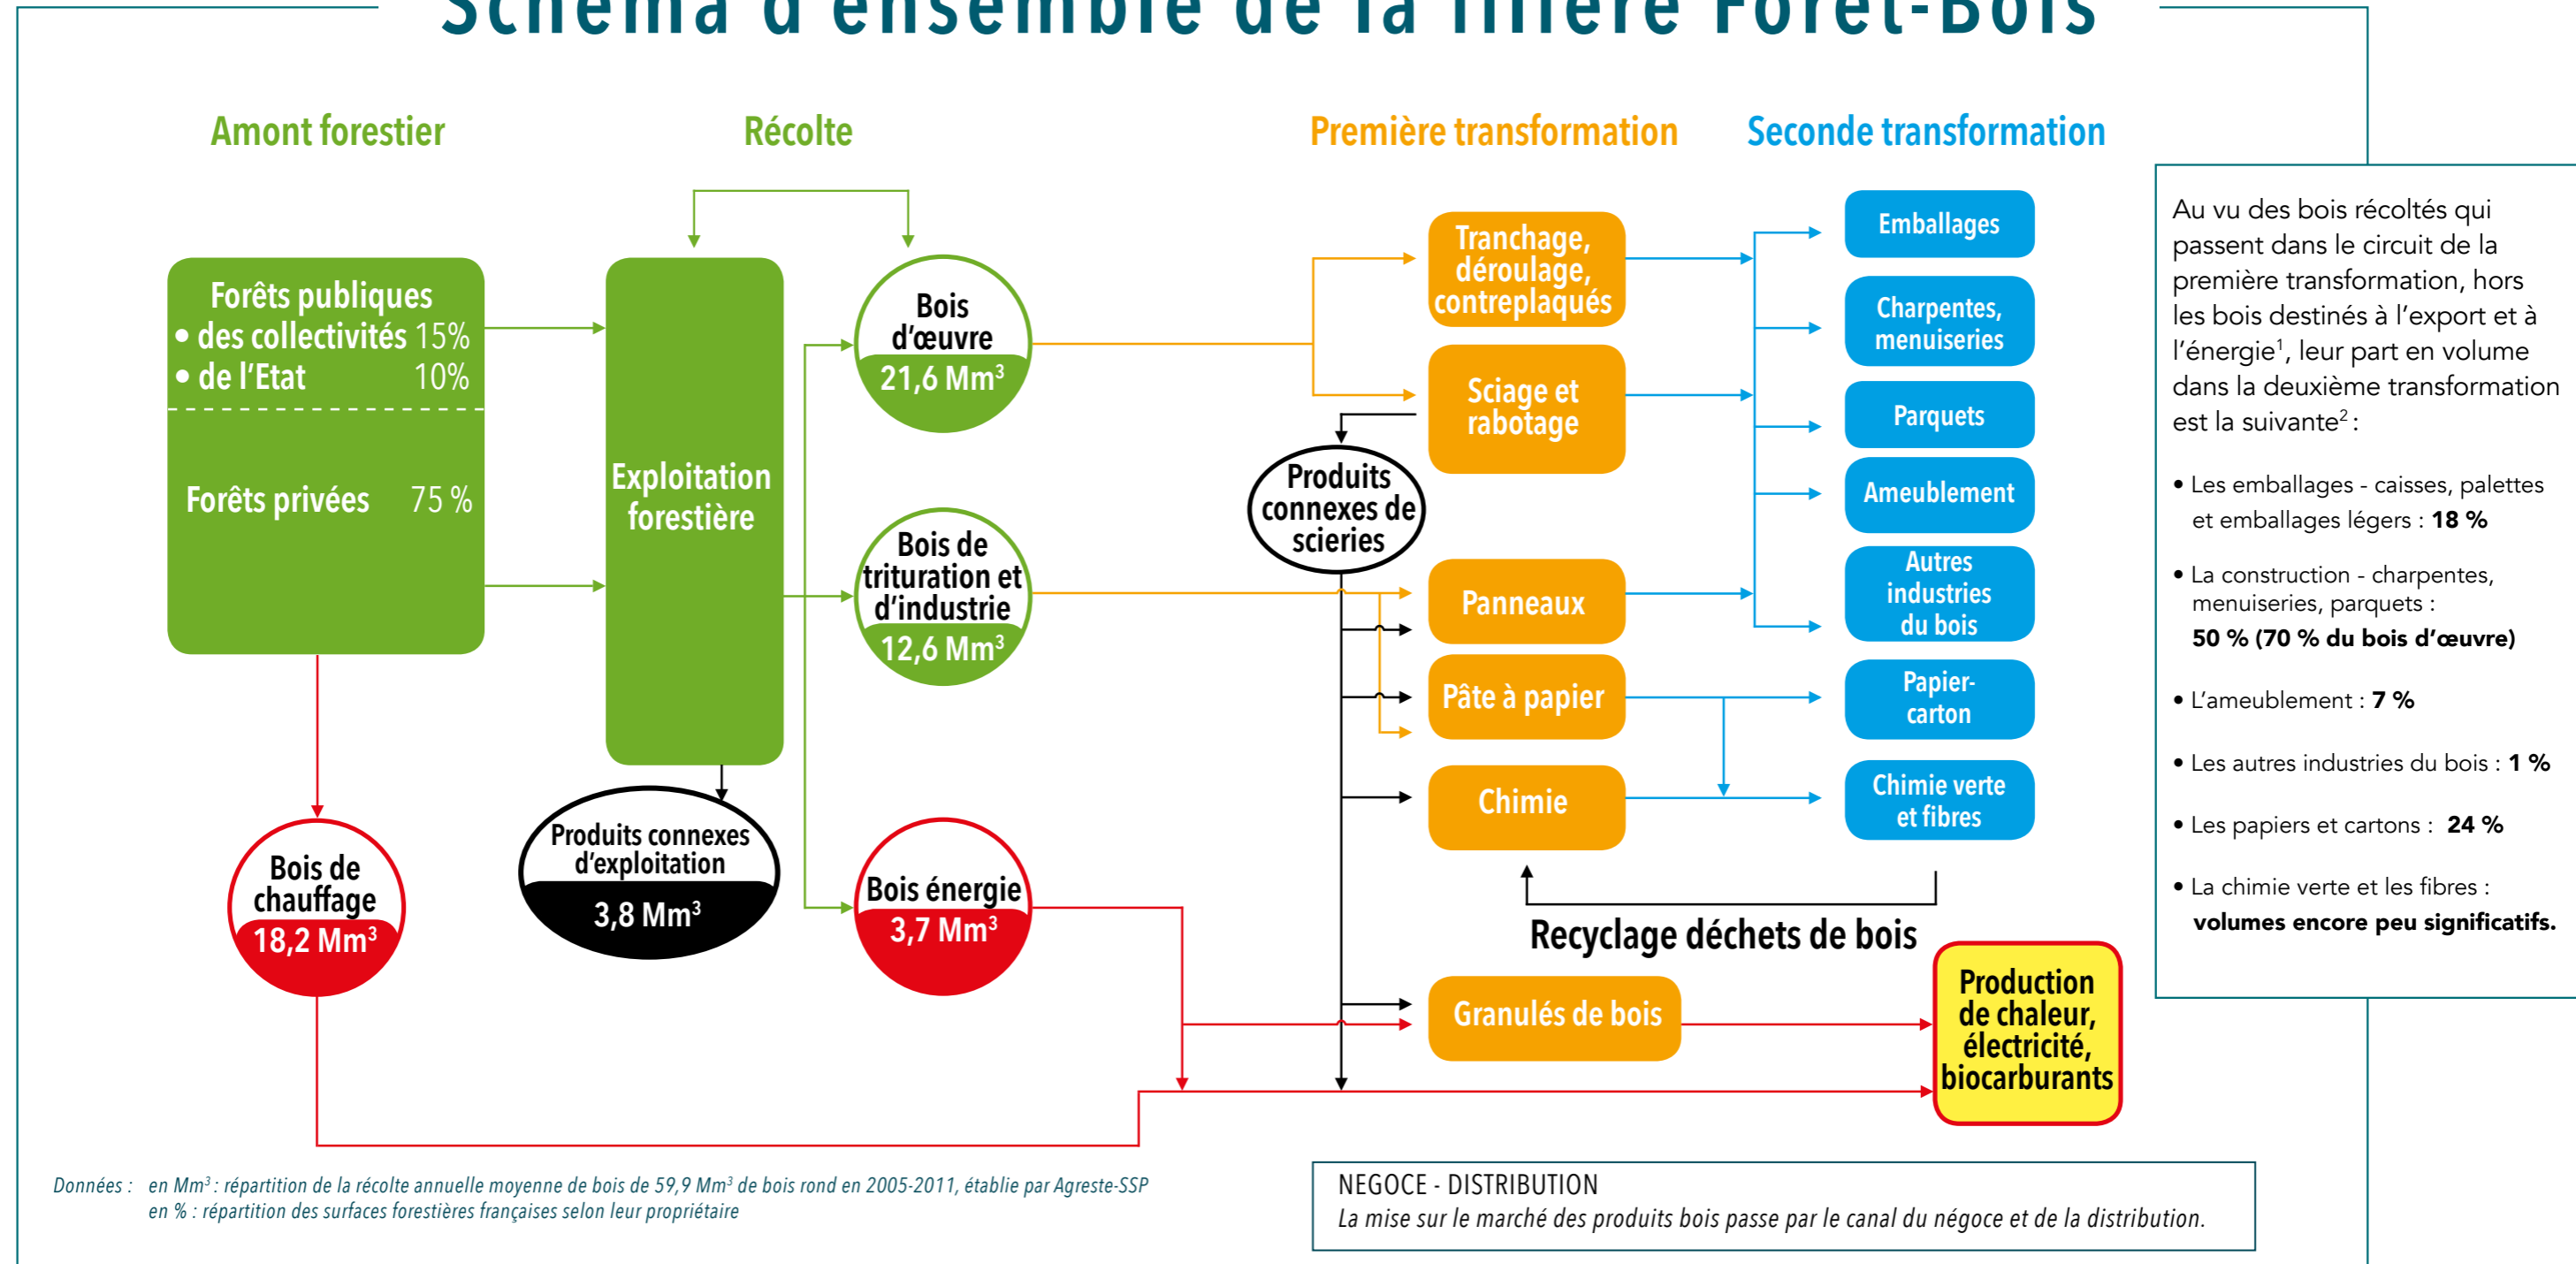 Schéma d'ensemble de la filière Forêt-Bois
Amont forestier
Récolte
Première transformation
Seconde transformation
Forêts publiques
• des collectivités 15%
• de l'Etat 10%
Forêts privées 75 %
Exploitation
forestière
Bois
d'œuvre
21,6 Mm³
Bois de
trituration et
d'industrie
12,6 Mm³
Bois énergie
3,7 Mm³
Produits connexes
d'exploitation
3,8 Mm³
Bois de
chauffage
18,2 Mm³
Tranchage,
déroulage,
contreplaqués
Sciage et
rabotage
Produits
connexes de
scieries
Panneaux
Pâte à papier
Chimie
Granulés de bois
Emballages
Charpentes,
menuiseries
Parquets
Ameublement
Autres
industries
du bois
Papier-
carton
Chimie verte
et fibres
Recyclage déchets de bois
Production
de chaleur,
électricité,
biocarburants
Au vu des bois récoltés qui
passent dans le circuit de la
première transformation, hors
les bois destinés à l'export et à
l'énergie¹, leur part en volume
dans la deuxième transformation
est la suivante² :
• Les emballages - caisses, palettes
et emballages légers : 18 %
• La construction - charpentes,
menuiseries, parquets :
50 % (70 % du bois d'œuvre)
• L'ameublement : 7 %
• Les autres industries du bois : 1 %
• Les papiers et cartons : 24 %
• La chimie verte et les fibres :
volumes encore peu significatifs.
Données : en Mm³ : répartition de la récolte annuelle moyenne de bois de 59,9 Mm³ de bois rond en 2005-2011, établie par Agreste-SSP
en % : répartition des surfaces forestières françaises selon leur propriétaire
NEGOCE - DISTRIBUTION
La mise sur le marché des produits bois passe par le canal du négoce et de la distribution.